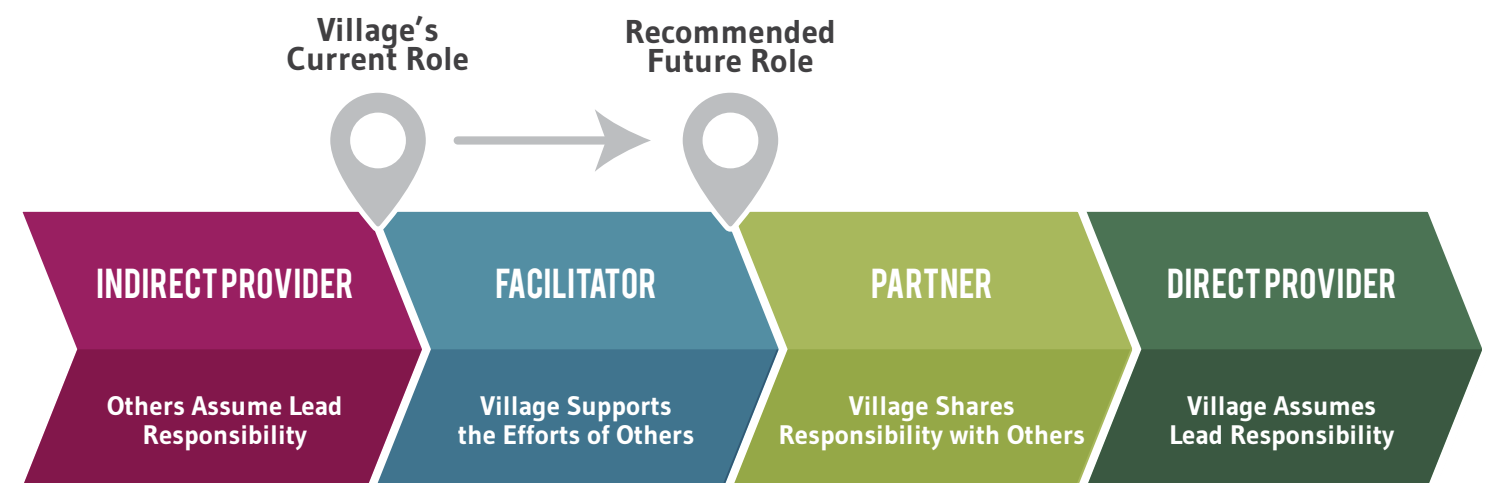 Village's
Current Role
Recommended
Future Role
INDIRECT PROVIDER
FACILITATOR
PARTNER
DIRECT PROVIDER
Others Assume Lead
Responsibility
Village Supports
the Efforts of Others
Village Shares
Responsibility with Others
Village Assumes
Lead Responsibility